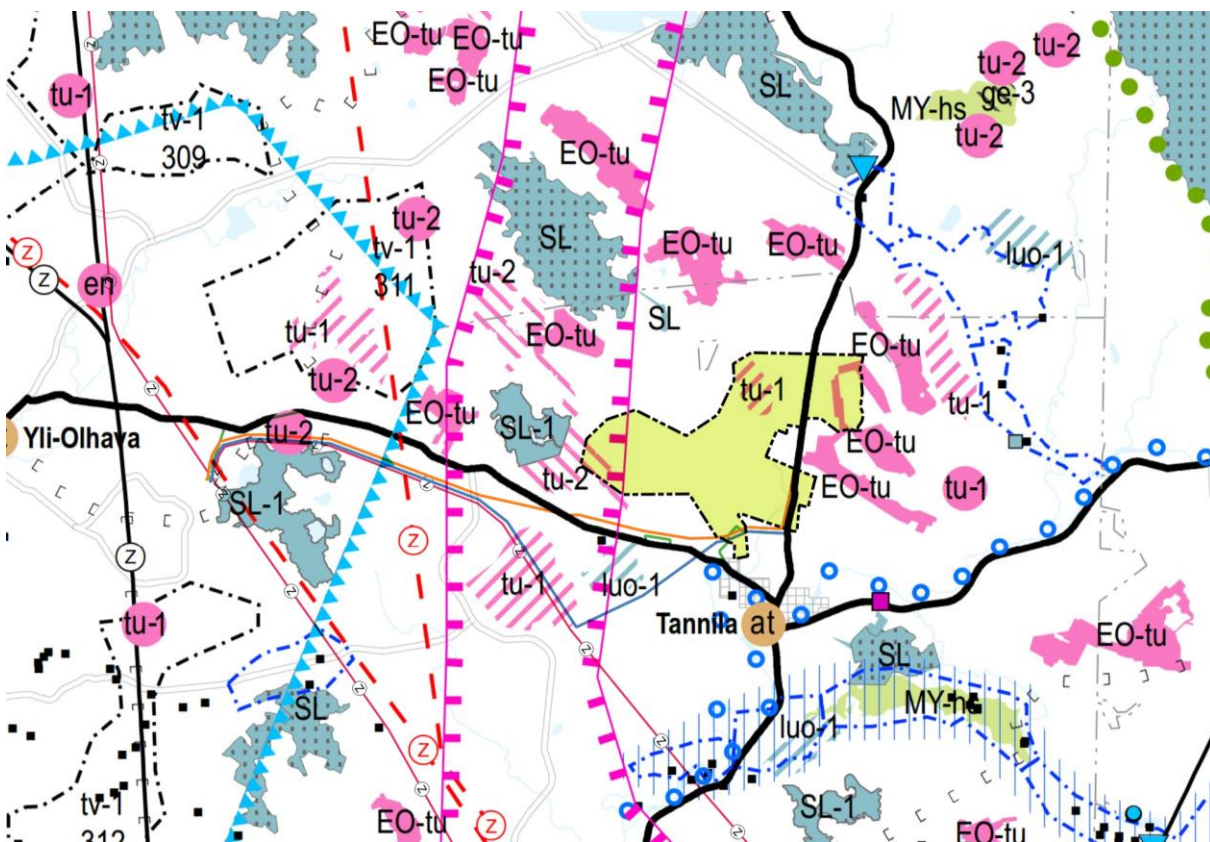 EO-tu
EO-tu
tu-2
tu-2
SL
EO-tu
ge-3
tu-1
MY-hs
tv-1
309
tu-2
EO-tu
tu-2
SL
EO-tu
EO-tu
tv-1
311
luo-1
tu-2
Z
Z
en
SL
tu-1
EO-tu
EO-tu
tu-2
tu-1
tu-1
EO-tu
Yli-Olhava
SL-1
tu-2
EO-tu
tu-2
EO-tu
tu-1
SL-1
Z
Z
tu-1
luo-1
tu-1
Tannila
at
EO-tu
SL
SL
MY-hs
luo-1
Z
tv-1
312
EO-tu
Z
SL-1
EO-tu